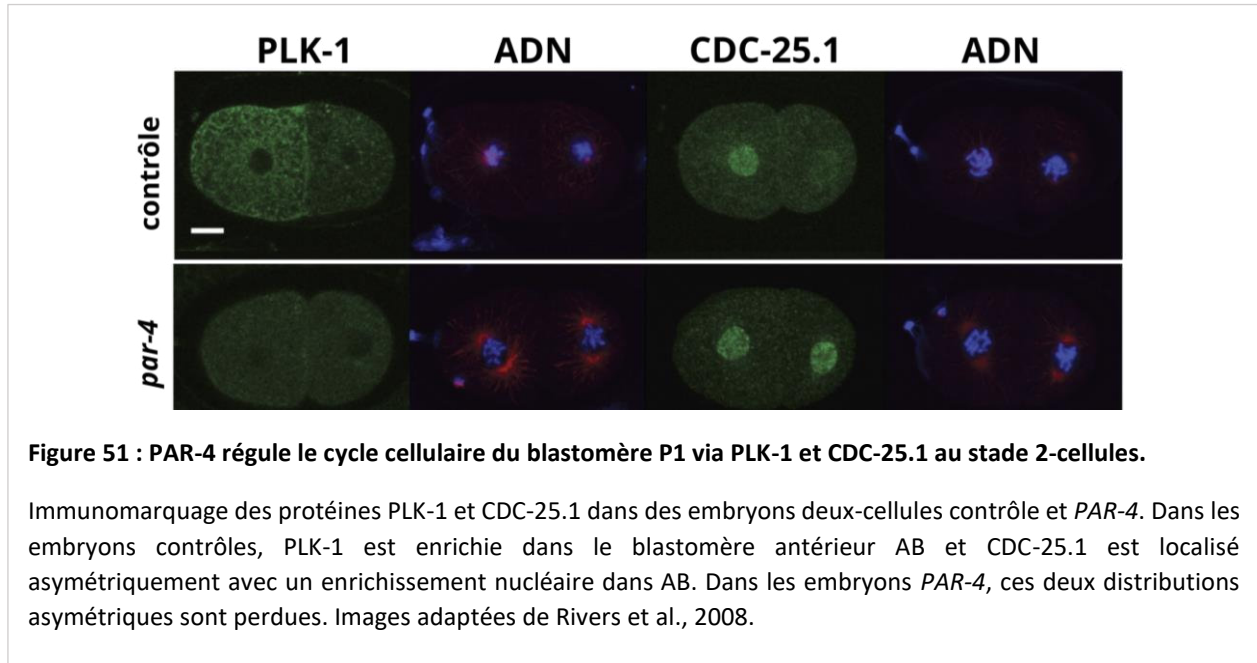 PLK-1 ADN CDC-25.1 ADN
contrôle
par-4
Figure 51 : PAR-4 régule le cycle cellulaire du blastomère P1 via PLK-1 et CDC-25.1 au stade 2-cellules.
Immunomarquage des protéines PLK-1 et CDC-25.1 dans des embryons deux-cellules contrôle et PAR-4. Dans les
embryons contrôles, PLK-1 est enrichie dans le blastomère antérieur AB et CDC-25.1 est localisé
asymétriquement avec un enrichissement nucléaire dans AB. Dans les embryons PAR-4, ces deux distributions
asymétriques sont perdues. Images adaptées de Rivers et al., 2008.